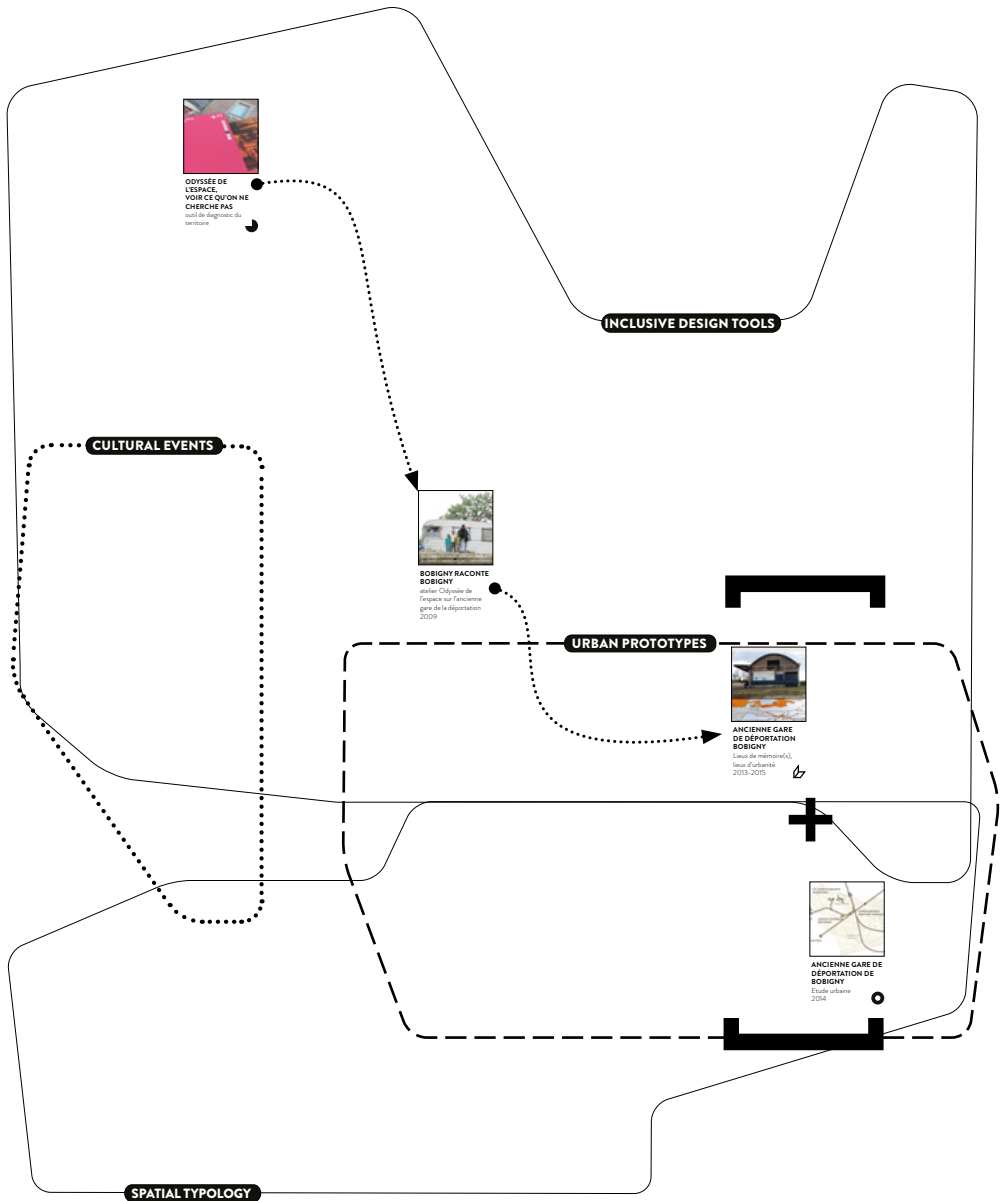 ODYSSÉE DE
L'ESPACE,
VOIR CE QU'ON NE
CHERCHE PAS
outil de diagnostic du
territoire
INCLUSIVE DESIGN TOOLS
CULTURAL EVENTS
BOBIGNY RACONTE
BOBIGNY
atelier Odyssée de
l'espace sur l'ancienne
gare de la déportation
2009
URBAN PROTOTYPES
ANCIENNE GARE
DE DÉPORTATION
BOBIGNY
Lieux de mémoire(s),
lieux d'urbanité
2013-2015
ANCIENNE GARE DE
DÉPORTATION DE
BOBIGNY
Etude urbaine
2014
SPATIAL TYPOLOGY